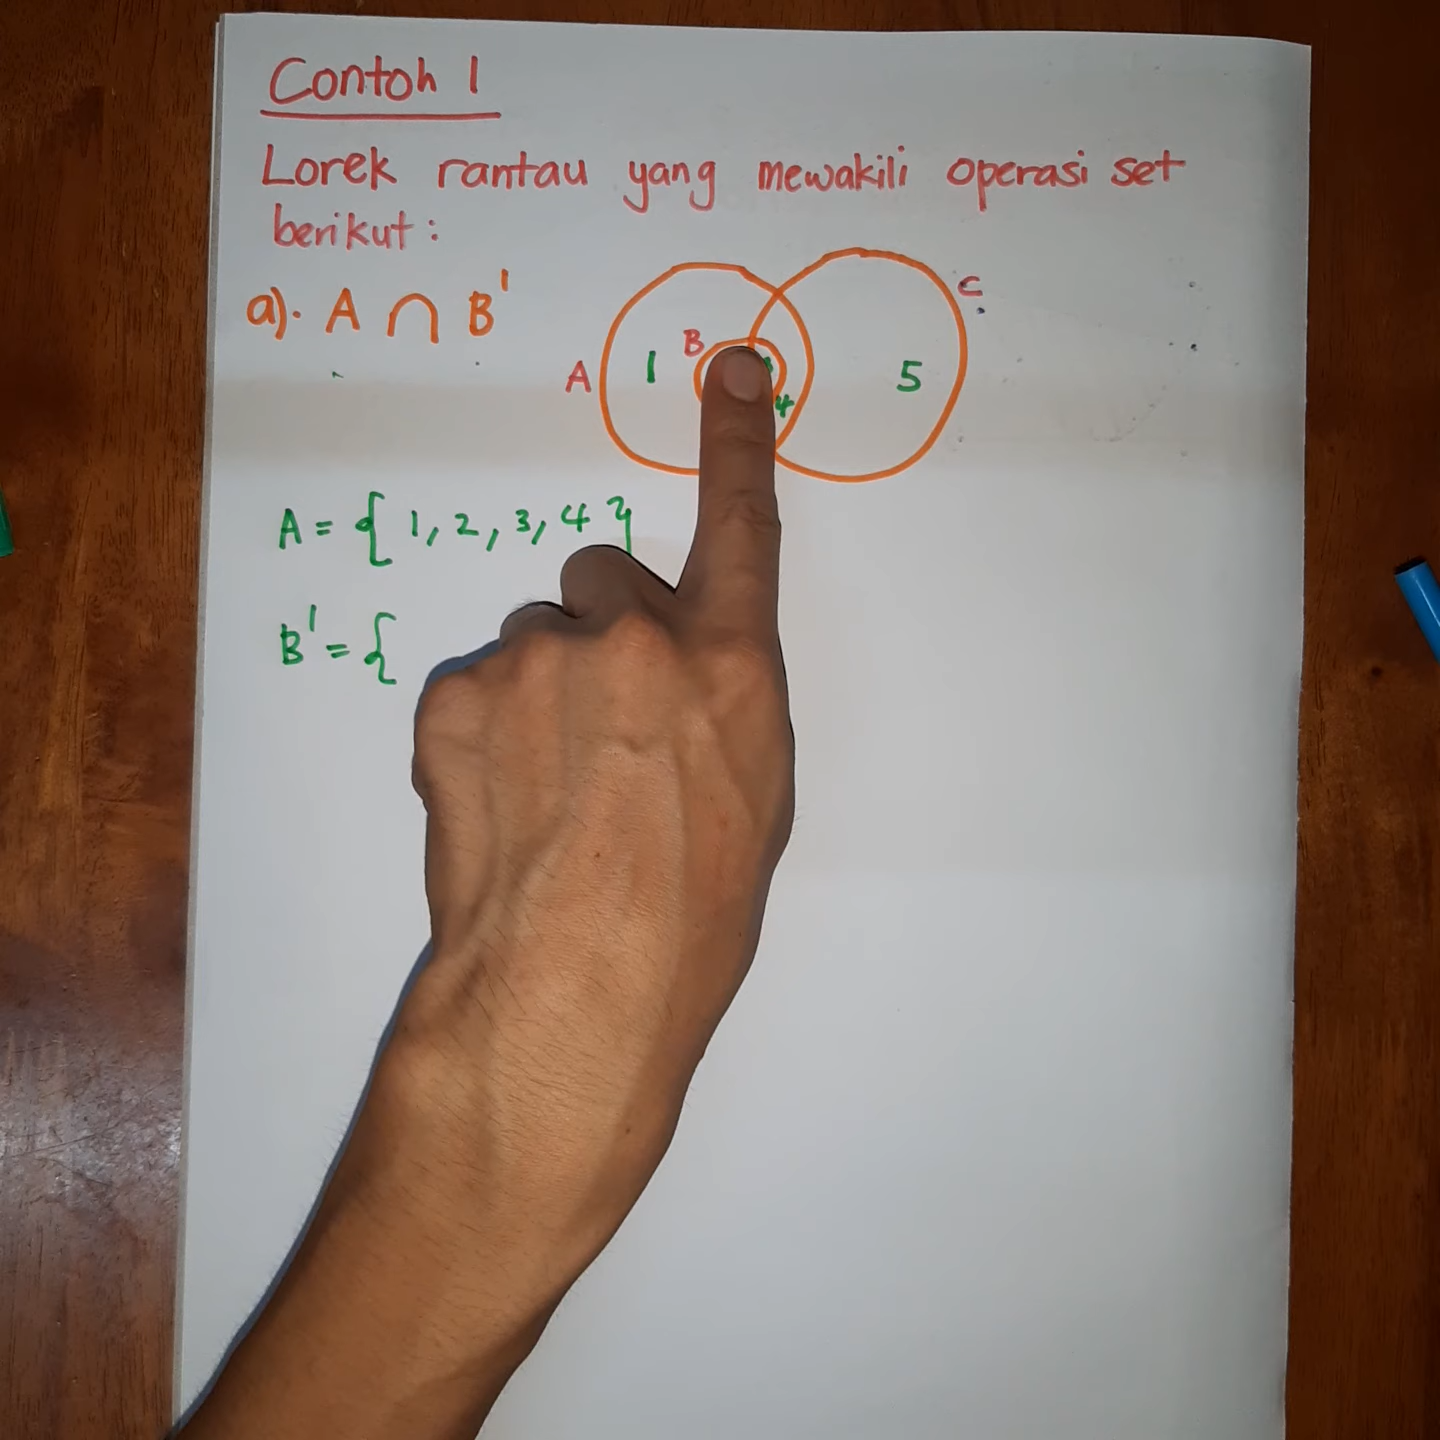 Contoh 1
Lorek rantau yang mewakili operasi set
berikut :
a). A ∩ B'
A
B
C
1
4
5
A = { 1, 2, 3, 4 }
B' = {